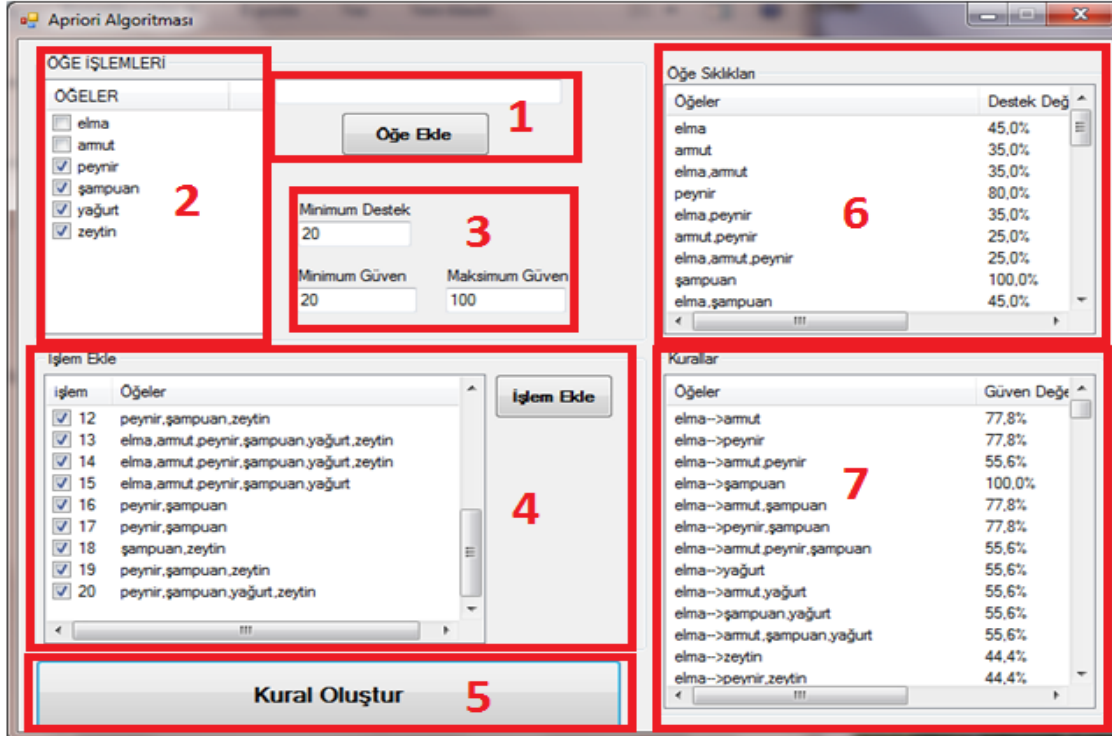 Apriori Algoritması
ÖĞE İŞLEMLERİ
ÖĞELER
elma
armut
peynir
şampuan
yağurt
zeytin
2
Öğe Ekle
1
Minimum Destek
20
Minimum Güven Maksimum Güven
20 100
3
Öğe Sıklıkları
Öğeler Destek Değ
elma 45,0%
armut 35,0%
elma,armut 35,0%
peynir 80,0%
elma,peynir 35,0%
armut,peynir 25,0%
elma,armut,peynir 25,0%
şampuan 100,0%
elma,şampuan 45,0%
6
İşlem Ekle
işlem Öğeler
12 peynir,şampuan,zeytin
13 elma,armut,peynir,şampuan,yağurt,zeytin
14 elma,armut,peynir,şampuan,yağurt,zeytin
15 elma,armut,peynir,şampuan,yağurt
16 peynir,şampuan
17 peynir,şampuan
18 şampuan,zeytin
19 peynir,şampuan,zeytin
20 peynir,şampuan,yağurt,zeytin
İşlem Ekle
4
Kurallar
Öğeler Güven Değe
elma-->armut 77,8%
elma-->peynir 77,8%
elma-->armut,peynir 55,6%
elma-->şampuan 100,0%
elma-->armut,şampuan 77,8%
elma-->peynir,şampuan 77,8%
elma-->armut,peynir,şampuan 55,6%
elma-->yağurt 55,6%
elma-->armut,yağurt 55,6%
elma-->şampuan,yağurt 55,6%
elma-->armut,şampuan,yağurt 55,6%
elma-->zeytin 44,4%
elma-->peynir,zeytin 44,4%
7
Kural Oluştur
5